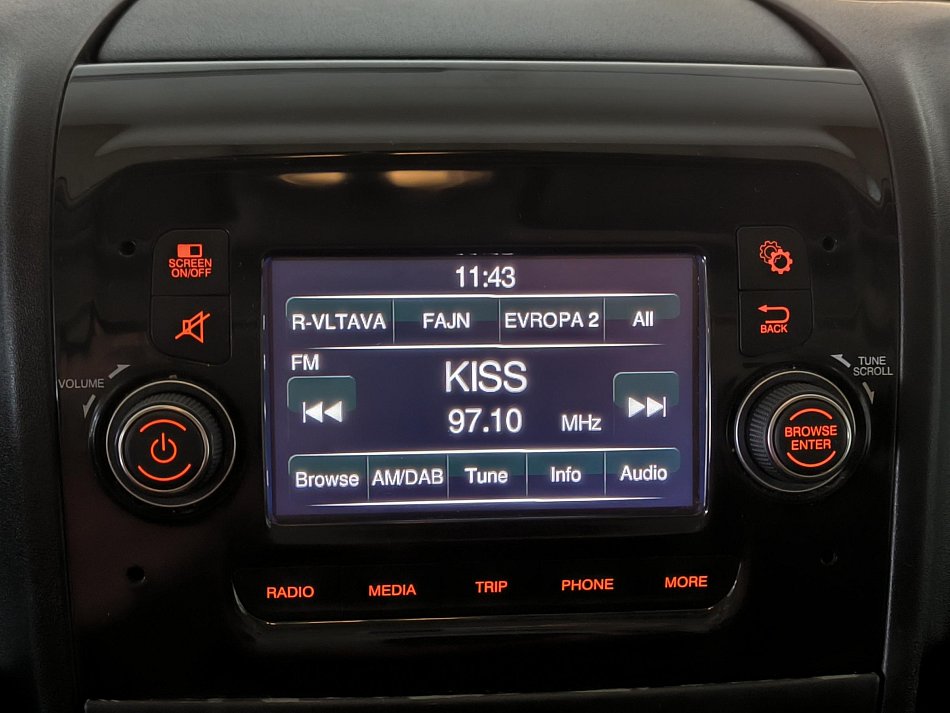 SCREEN
ON/OFF
VOLUME
11:43
R-VLTAVA FAJN EVROPA 2 All
FM
KISS
97.10 MHz
Browse AM/DAB Tune Info Audio
BACK
TUNE
SCROLL
BROWSE
ENTER
RADIO MEDIA TRIP PHONE MORE